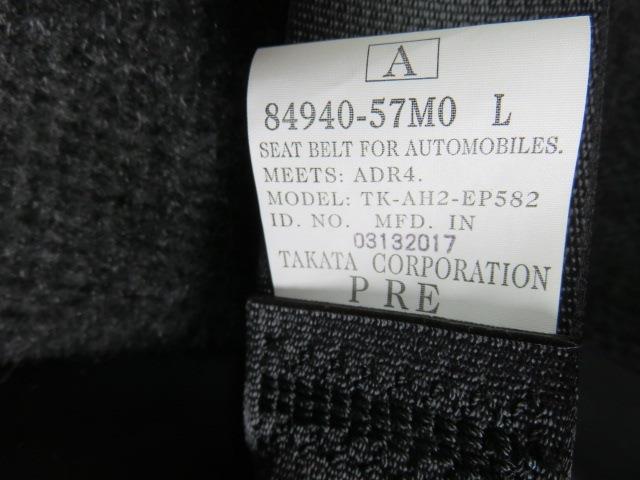 A
84940-57M0 L
SEAT BELT FOR AUTOMOBILES.
MEETS: ADR4.
MODEL: TK-AH2-EP582
ID. NO. MFD. IN
03132017
TAKATA CORPORATION
PRE